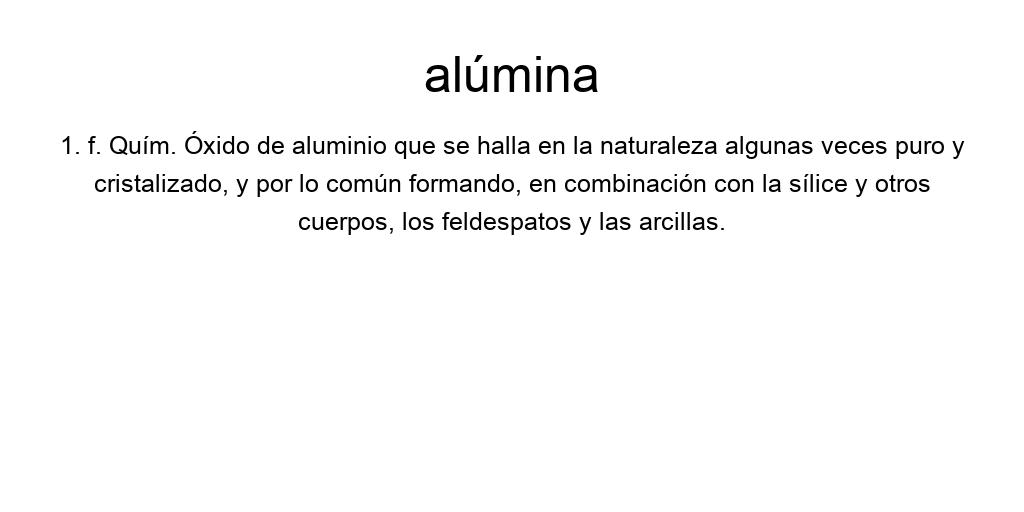 alúmina
1. f. Quím. Óxido de aluminio que se halla en la naturaleza algunas veces puro y
cristalizado, y por lo común formando, en combinación con la sílice y otros
cuerpos, los feldespatos y las arcillas.